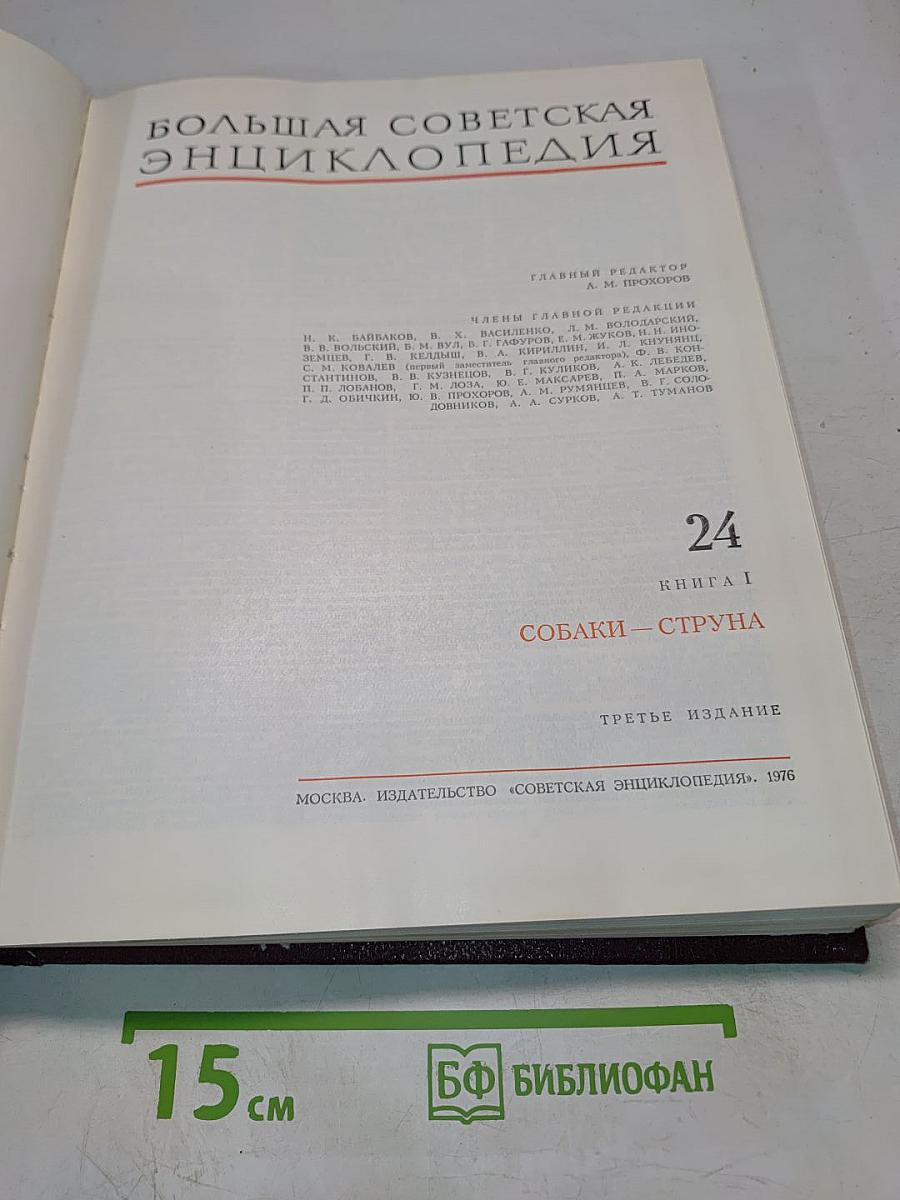 БОЛЬШАЯ СОВЕТСКАЯ
ЭНЦИКЛОПЕДИЯ
ГЛАВНЫЙ РЕДАКТОР
А. М. ПРОХОРОВ
ЧЛЕНЫ ГЛАВНОЙ РЕДАКЦИИ
Н. К. БАЙБАКОВ, В. Х. ВАСИЛЕНКО, Л. М. ВОЛОДАРСКИЙ,
В. В. ВОЛЬСКИЙ, Б. М. ВУЛ, Б. Г. ГАФУРОВ, Е. М. ЖУКОВ, Н. Н. ИНО-
ЗЕМЦЕВ, Г. В. КЕЛДЫШ, В. А. КИРИЛЛИН, И. Л. КНУНЯНЦ,
С. М. КОВАЛЕВ (первый заместитель главного редактора), Ф. В. КОН-
СТАНТИНОВ, В. В. КУЗНЕЦОВ, В. Г. КУЛИКОВ, А. К. ЛЕБЕДЕВ,
П. П. ЛОБАНОВ, Г. М. ЛОЗА, Ю. Е. МАКСАРЕВ, П. А. МАРКОВ,
Г. Д. ОБИЧКИН, Ю. В. ПРОХОРОВ, А. М. РУМЯНЦЕВ, В. Г. СОЛО-
ДОВНИКОВ, А. А. СУРКОВ, А. Т. ТУМАНОВ
24
КНИГА I
СОБАКИ — СТРУНА
ТРЕТЬЕ ИЗДАНИЕ
МОСКВА. ИЗДАТЕЛЬСТВО «СОВЕТСКАЯ ЭНЦИКЛОПЕДИЯ». 1976
15 см
БФ БИБЛИОФАН